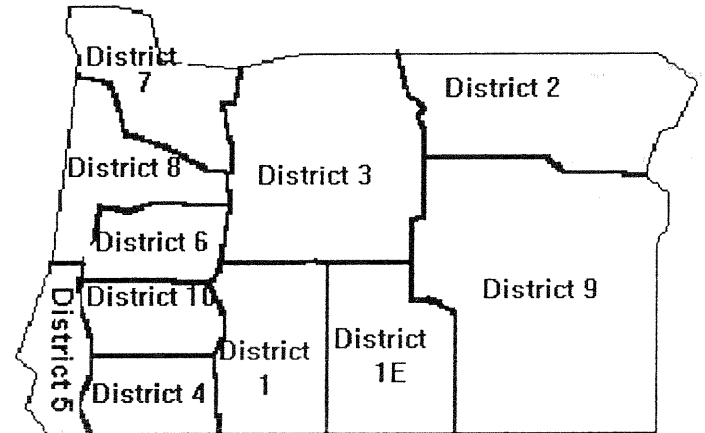 District
7
District 2
District 8
District 3
District 6
District 9
District 10
District 5
District
1
District
1E
District 4